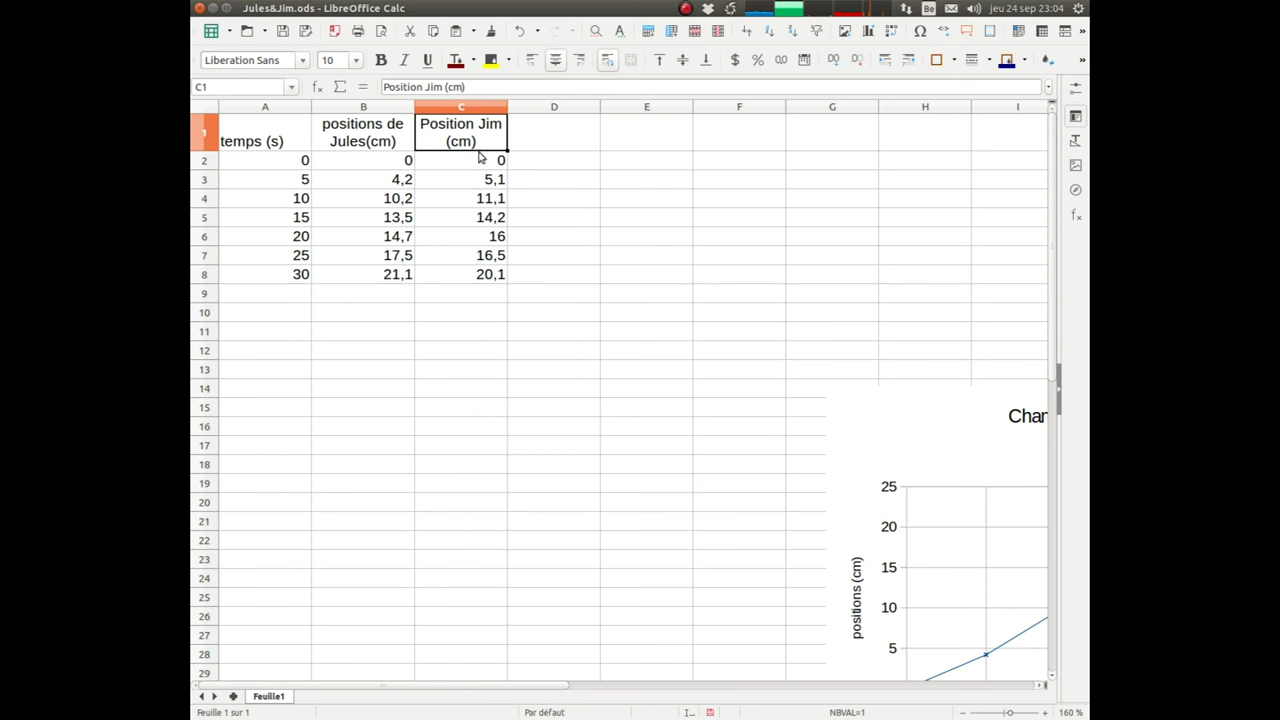 Jules&Jim.ods - LibreOffice Calc
Be
jeu 24 sep 23:04
Liberation Sans
10
C1
Position Jim (cm)
A B C D E F G H I
1
temps (s)
positions de
Jules(cm)
Position Jim
(cm)
2 0 0 0
3 5 4,2 5,1
4 10 10,2 11,1
5 15 13,5 14,2
6 20 14,7 16
7 25 17,5 16,5
8 30 21,1 20,1
9
10
11
12
13
14
15
16
17
18
19
20
21
22
23
24
25
26
27
28
29
Char
25
20
15
10
5
positions (cm)
Feuille1
Feuille 1 sur 1
Par défaut
NBVAL=1
160 %